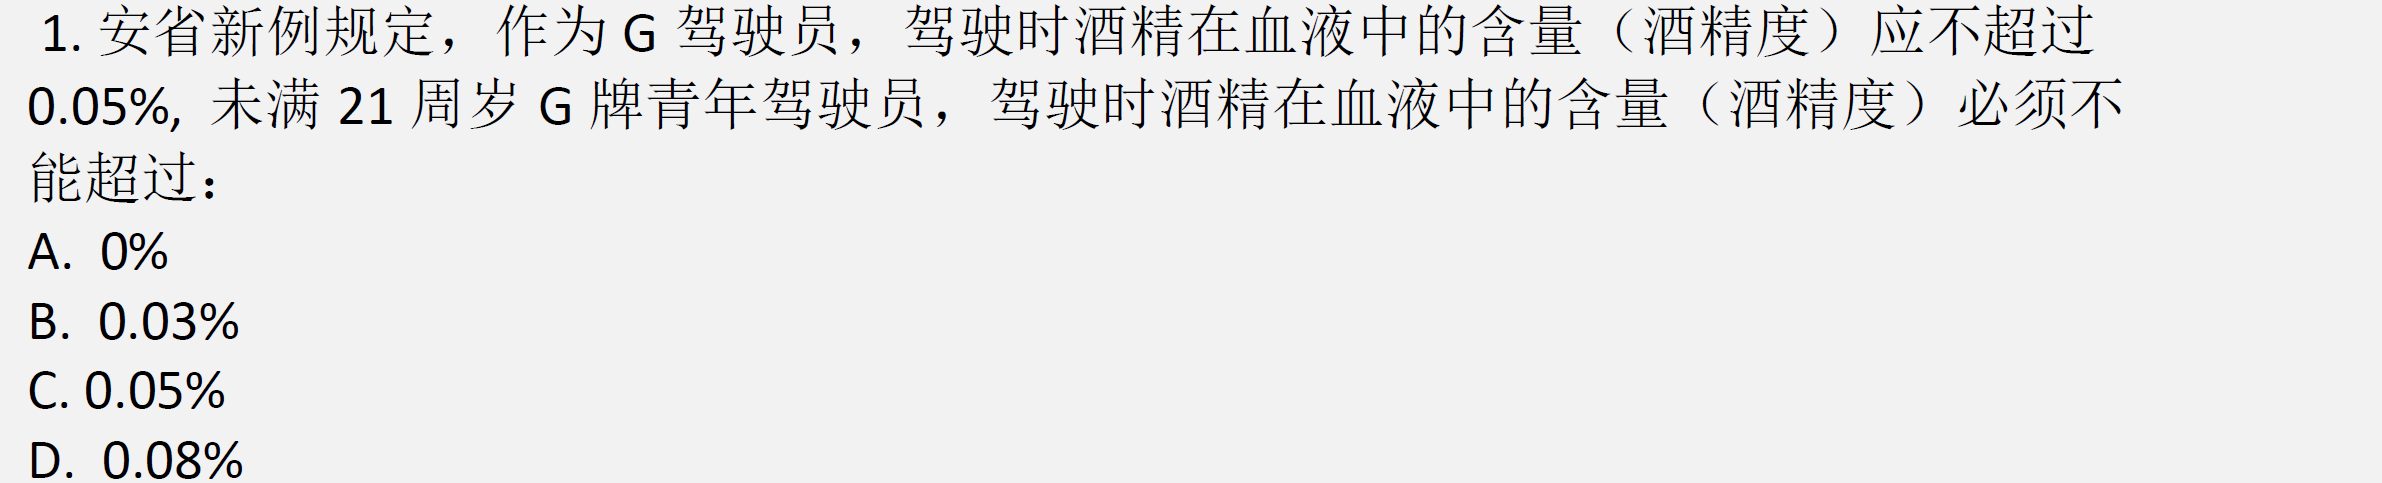 1. 安省新例规定，作为 G 驾驶员，驾驶时酒精在血液中的含量（酒精度）应不超过
0.05%, 未满 21 周岁 G 牌青年驾驶员，驾驶时酒精在血液中的含量（酒精度）必须不
能超过：
A. 0%
B. 0.03%
C. 0.05%
D. 0.08%